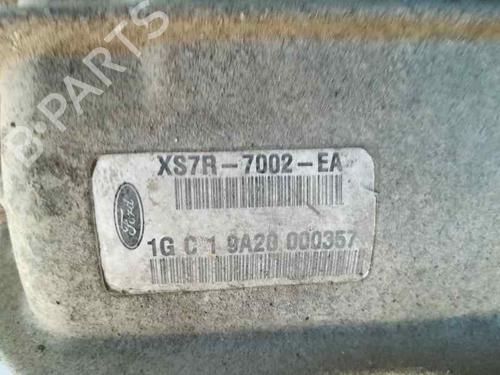 B-PARTS
XS7R-7002-EA
Ford
1G C 1 9A20 000357